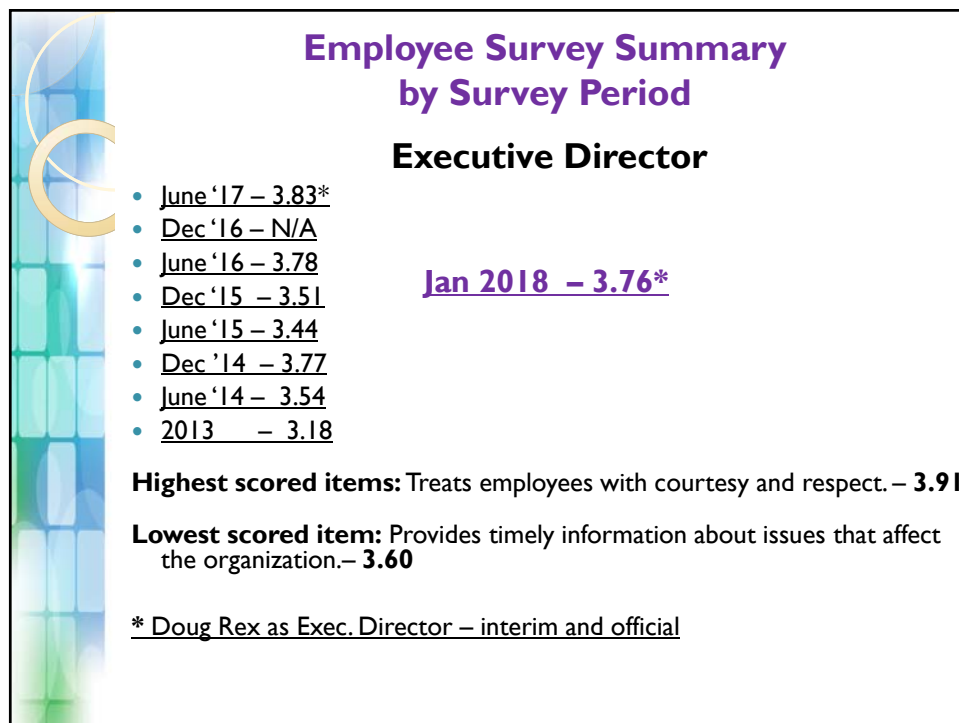 Employee Survey Summary
by Survey Period
Executive Director
• June ‘17 – 3.83*
• Dec ‘16 – N/A
• June ‘16 – 3.78
• Dec ‘15 – 3.51
• June ‘15 – 3.44
• Dec ’14 – 3.77
• June ‘14 – 3.54
• 2013 – 3.18
Jan 2018 – 3.76*
Highest scored items: Treats employees with courtesy and respect. – 3.91
Lowest scored item: Provides timely information about issues that affect
the organization.– 3.60
* Doug Rex as Exec. Director – interim and official